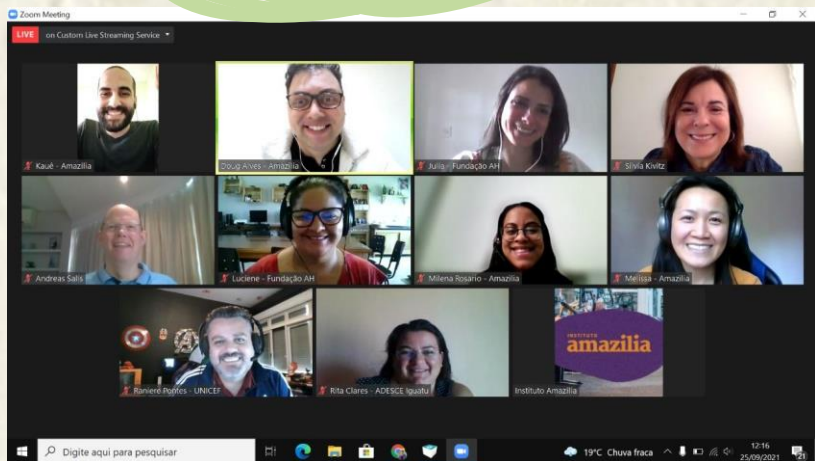 Zoom Meeting
LIVE on Custom Live Streaming Service
Kauê - Amazilia
Doug Alves - Amazilia
Julia - Fundação AH
Silvia Kivitz
Andreas Salis
Luciene - Fundação AH
Milena Rosario - Amazilia
Melissa - Amazilia
Raniere Pontes - UNICEF
Rita Clares - ADESCE Iguatu
INSTITUTO
amazilia
Instituto Amazilia
Digite aqui para pesquisar
19°C Chuva fraca
12:16
25/09/2021
21